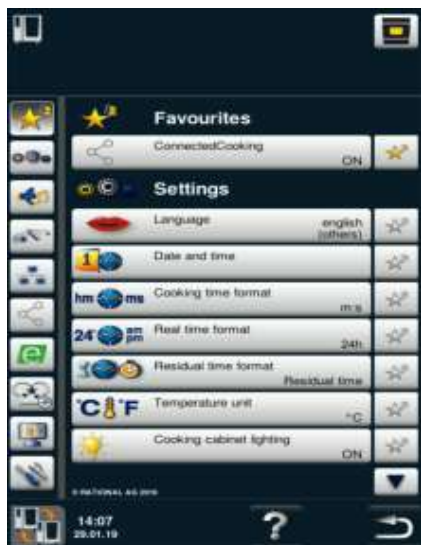 Favourites
ConnectedCooking
ON
Settings
Language
english
(others)
1
Date and time
hm ms
Cooking time format
m:s
24 am pm
Real time format
24h
Residual time format
Residual time
°C °F
Temperature unit
°C
Cooking cabinet lighting
ON
© RATIONAL AG 2019
14:07
29.01.19
?